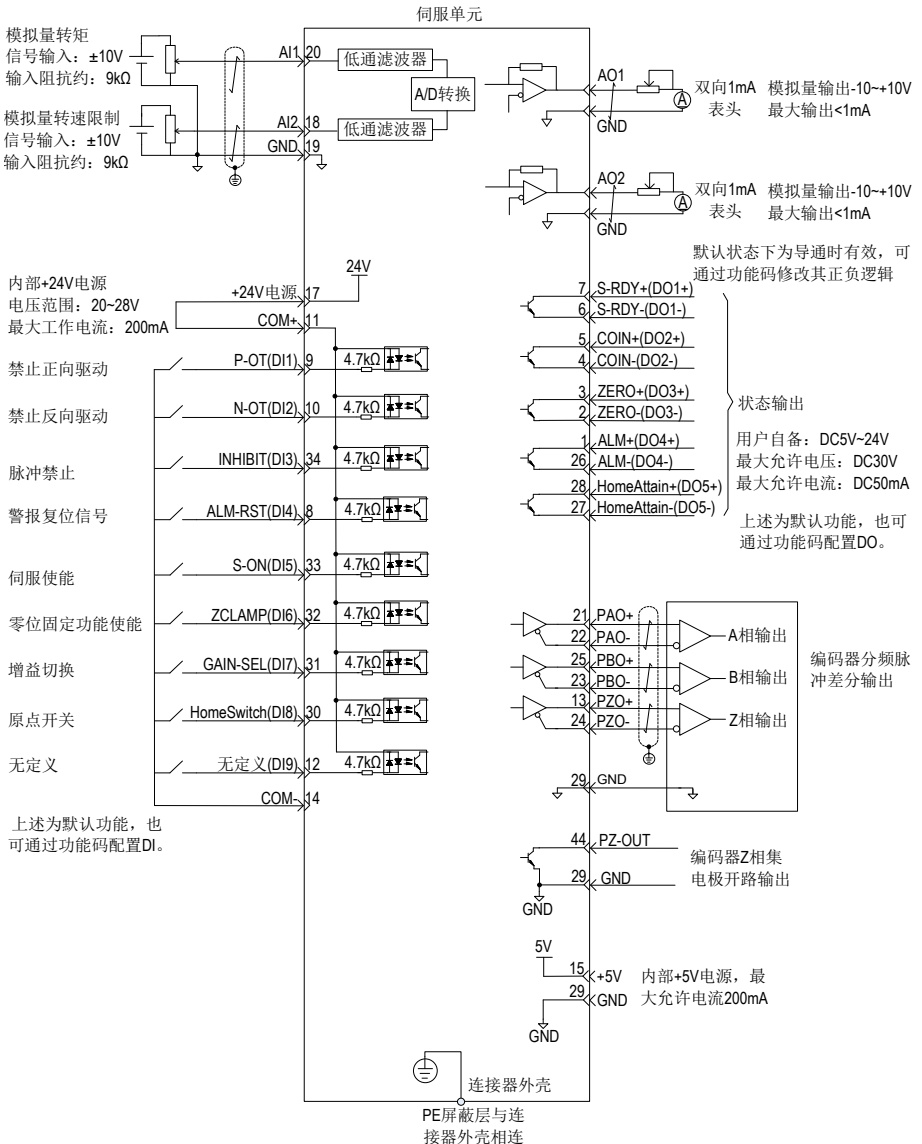 伺服单元
模拟量转矩
信号输入：±10V
输入阻抗约：9kΩ
AI1 20
低通滤波器
A/D转换
模拟量转速限制
信号输入：±10V
输入阻抗约：9kΩ
AI2 18
低通滤波器
GND 19
AO1
GND
A
双向1mA
表头
模拟量输出-10~+10V
最大输出<1mA
AO2
GND
A
双向1mA
表头
模拟量输出-10~+10V
最大输出<1mA
内部+24V电源
电压范围：20~28V
最大工作电流：200mA
24V
+24V电源 17
COM+ 11
禁止正向驱动
P-OT(DI1) 9
4.7kΩ
禁止反向驱动
N-OT(DI2) 10
4.7kΩ
脉冲禁止
INHIBIT(DI3) 34
4.7kΩ
警报复位信号
ALM-RST(DI4) 8
4.7kΩ
伺服使能
S-ON(DI5) 33
4.7kΩ
零位固定功能使能
ZCLAMP(DI6) 32
4.7kΩ
增益切换
GAIN-SEL(DI7) 31
4.7kΩ
原点开关
HomeSwitch(DI8) 30
4.7kΩ
无定义
无定义(DI9) 12
4.7kΩ
COM- 14
上述为默认功能，也
可通过功能码配置DI。
默认状态下为导通时有效，可
通过功能码修改其正负逻辑
7 S-RDY+(DO1+)
6 S-RDY-(DO1-)
5 COIN+(DO2+)
4 COIN-(DO2-)
3 ZERO+(DO3+)
2 ZERO-(DO3-)
1 ALM+(DO4+)
26 ALM-(DO4-)
28 HomeAttain+(DO5+)
27 HomeAttain-(DO5-)
状态输出
用户自备：DC5V~24V
最大允许电压：DC30V
最大允许电流：DC50mA
上述为默认功能，也可
通过功能码配置DO。
21 PAO+
22 PAO-
A相输出
25 PBO+
23 PBO-
B相输出
13 PZO+
24 PZO-
Z相输出
编码器分频脉
冲差分输出
29 GND
44 PZ-OUT
29 GND
GND
编码器Z相集
电极开路输出
5V
15 +5V
29 GND
GND
内部+5V电源，最
大允许电流200mA
连接器外壳
PE屏蔽层与连
接器外壳相连